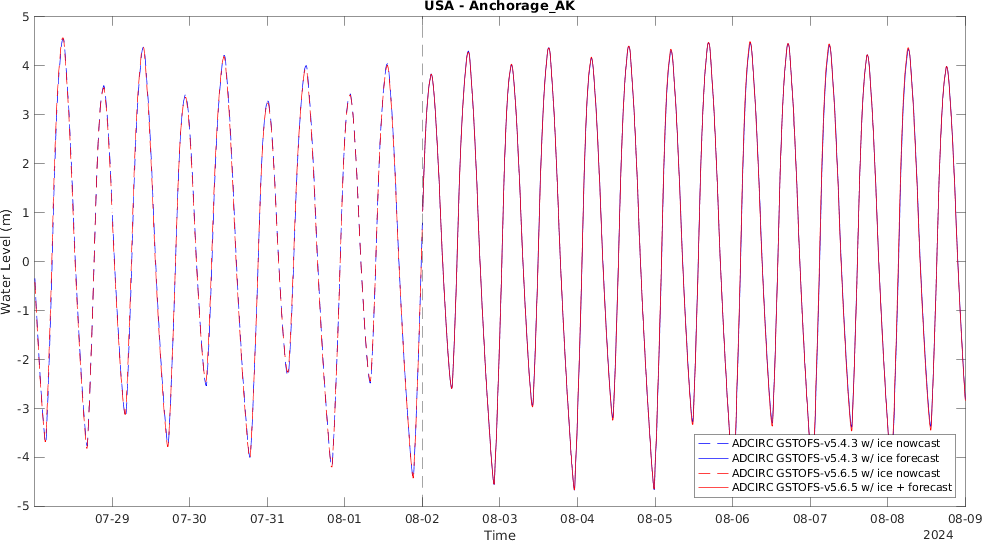 USA - Anchorage_AK
5
4
3
2
1
0
-1
-2
-3
-4
-5
Water Level (m)
ADCIRC GSTOFS-v5.4.3 w/ ice nowcast
ADCIRC GSTOFS-v5.4.3 w/ ice forecast
ADCIRC GSTOFS-v5.6.5 w/ ice nowcast
ADCIRC GSTOFS-v5.6.5 w/ ice + forecast
07-29 07-30 07-31 08-01 08-02 08-03 08-04 08-05 08-06 08-07 08-08 08-09
Time
2024